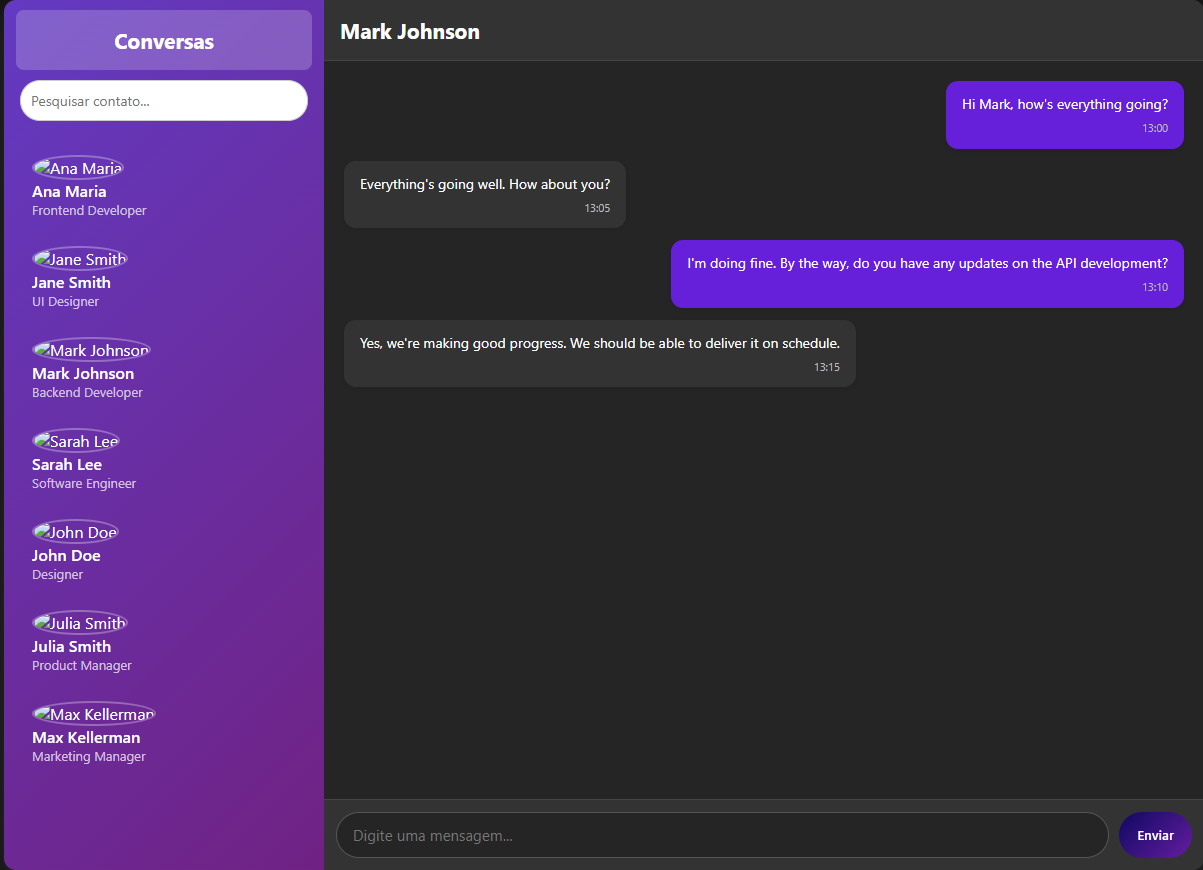 Conversas
Pesquisar contato...
Ana Maria
Ana Maria
Frontend Developer
Jane Smith
Jane Smith
UI Designer
Mark Johnson
Mark Johnson
Backend Developer
Sarah Lee
Sarah Lee
Software Engineer
John Doe
John Doe
Designer
Julia Smith
Julia Smith
Product Manager
Max Kellerman
Max Kellerman
Marketing Manager
Mark Johnson
Hi Mark, how's everything going?
13:00
Everything's going well. How about you?
13:05
I'm doing fine. By the way, do you have any updates on the API development?
13:10
Yes, we're making good progress. We should be able to deliver it on schedule.
13:15
Digite uma mensagem...
Enviar